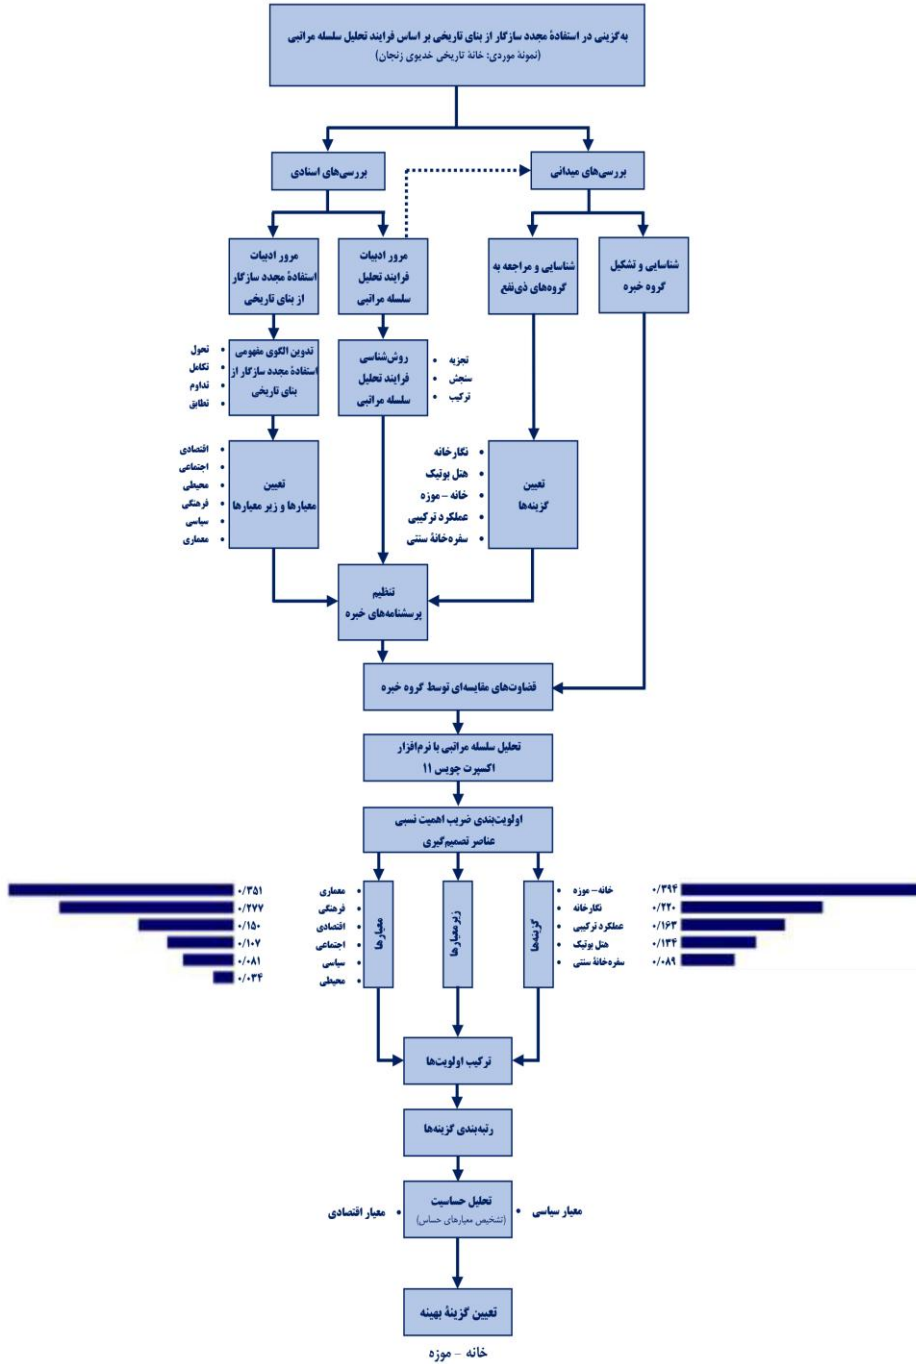 به‌گزینی در استفادهٔ مجدد سازگار از بنای تاریخی بر اساس فرایند تحلیل سلسله مراتبی
(نمونهٔ موردی: خانهٔ تاریخی خدیوی زنجان)
بررسی‌های میدانی
بررسی‌های اسنادی
شناسایی و تشکیل
گروه خبره
شناسایی و مراجعه به
گروه‌های ذی‌نفع
مرور ادبیات
فرایند تحلیل
سلسله مراتبی
مرور ادبیات
استفادهٔ مجدد سازگار
از بنای تاریخی
• تجزیه
• سنجش
• ترکیب
روش‌شناسی
فرایند تحلیل
سلسله مراتبی
تدوین الگوی مفهومی
استفادهٔ مجدد سازگار از
بنای تاریخی
• تحول
• تکامل
• تداوم
• تطابق
تعیین
گزینه‌ها
• نگارخانه
• هتل بوتیک
• خانه - موزه
• عملکرد ترکیبی
• سفره‌خانهٔ سنتی
تعیین
معیارها و زیر معیارها
• اقتصادی
• اجتماعی
• محیطی
• فرهنگی
• سیاسی
• معماری
تنظیم
پرسشنامه‌های خبره
قضاوت‌های مقایسه‌ای توسط گروه خبره
تحلیل سلسله مراتبی با نرم‌افزار
اکسپرت چویس ۱۱
اولویت‌بندی ضریب اهمیت نسبی
عناصر تصمیم‌گیری
۰/۳۹۴
۰/۲۲۰
۰/۱۶۳
۰/۱۳۴
۰/۰۸۹
• خانه- موزه
• نگارخانه
• عملکرد ترکیبی
• هتل بوتیک
• سفره‌خانهٔ سنتی
گزینه‌ها
زیرمعیارها
معیارها
• معماری
• فرهنگی
• اقتصادی
• اجتماعی
• سیاسی
• محیطی
۰/۳۵۱
۰/۲۷۷
۰/۱۵۰
۰/۱۰۷
۰/۰۸۱
۰/۰۳۴
ترکیب اولویت‌ها
رتبه‌بندی گزینه‌ها
• معیار سیاسی
تحلیل حساسیت
(تشخیص معیارهای حساس)
• معیار اقتصادی
تعیین گزینهٔ بهینه
خانه - موزه